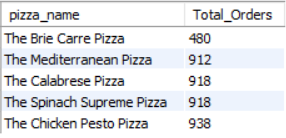 pizza_name Total_Orders
The Brie Carre Pizza 480
The Mediterranean Pizza 912
The Calabrese Pizza 918
The Spinach Supreme Pizza 918
The Chicken Pesto Pizza 938